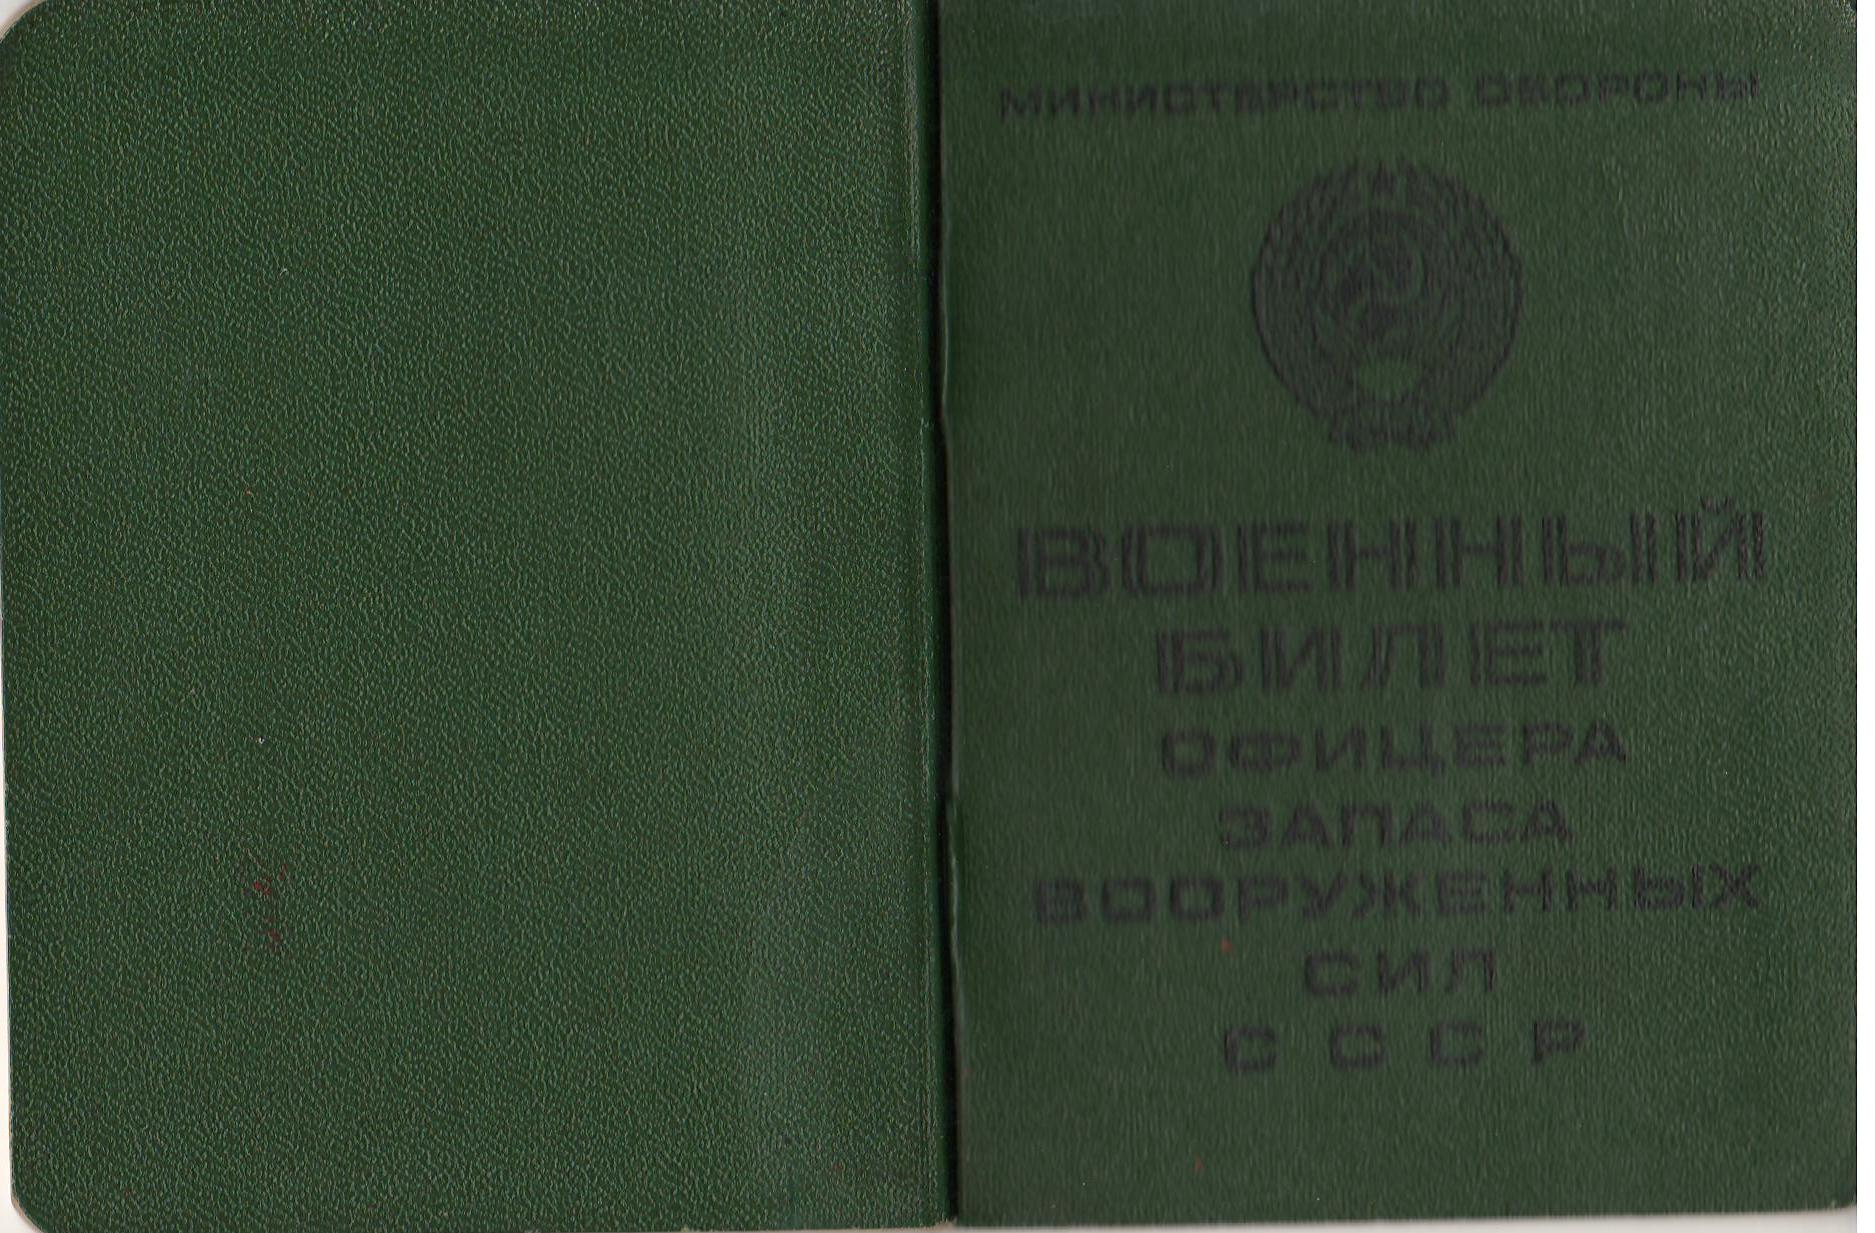 МИНИСТЕРСТВО ОБОРОНЫ
ВОЕННЫЙ
БИЛЕТ
ОФИЦЕРА
ЗАПАСА
ВООРУЖЕННЫХ
СИЛ
СССР